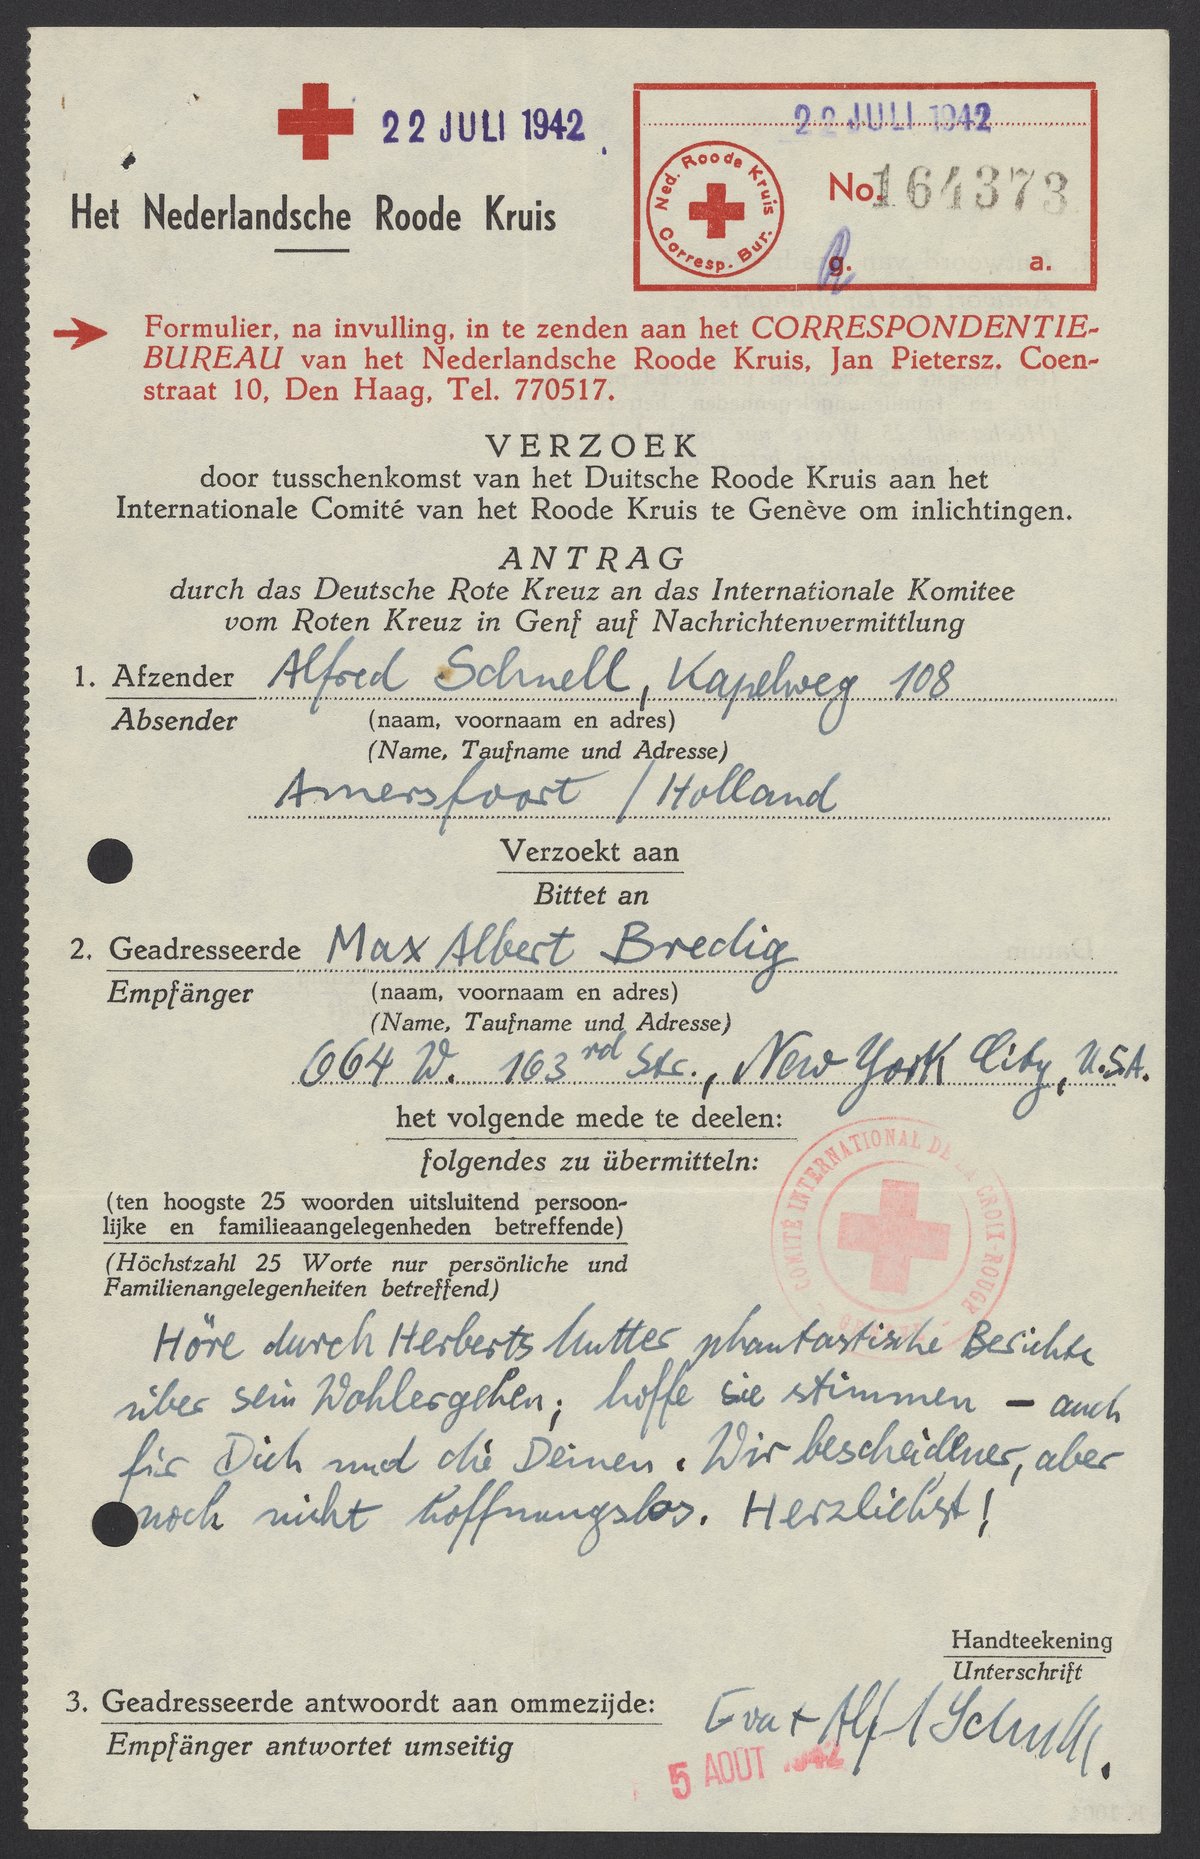 22 JULI 1942
22 JULI 1942
Ned. Roode Kruis
Corresp. Bur.
No. 164373
g. a.
Het Nederlandsche Roode Kruis
Formulier, na invulling, in te zenden aan het CORRESPONDENTIE-
BUREAU van het Nederlandsche Roode Kruis, Jan Pietersz. Coen-
straat 10, Den Haag, Tel. 770517.
VERZOEK
door tusschenkomst van het Duitsche Roode Kruis aan het
Internationale Comité van het Roode Kruis te Genève om inlichtingen.
ANTRAG
durch das Deutsche Rote Kreuz an das Internationale Komitee
vom Roten Kreuz in Genf auf Nachrichtenvermittlung
1. Afzender Alfred Schnell, Kapelweg 108
Absender (naam, voornaam en adres)
(Name, Taufname und Adresse)
Amersfoort / Holland
Verzoekt aan
Bittet an
2. Geadresseerde Max Albert Bredig
Empfänger (naam, voornaam en adres)
(Name, Taufname und Adresse)
664 W. 163rd Str., New York City, U.S.A.
het volgende mede te deelen:
folgendes zu übermitteln:
(ten hoogste 25 woorden uitsluitend persoon-
lijke en familieaangelegenheden betreffende)
(Höchstzahl 25 Worte nur persönliche und
Familienangelegenheiten betreffend)
COMITÉ INTERNATIONAL DE LA CROIX-ROUGE
Höre durch Herberts Mutter phantastische Berichte
über sein Wohlergehen; hoffe sie stimmen – auch
für Dich und die Deinen. Wir bescheidener, aber
noch nicht hoffnungslos. Herzlichst!
Handteekening
Unterschrift
3. Geadresseerde antwoordt aan ommezijde:
Empfänger antwortet umseitig
Eva + Alf Schnell.
5 AOUT 1942